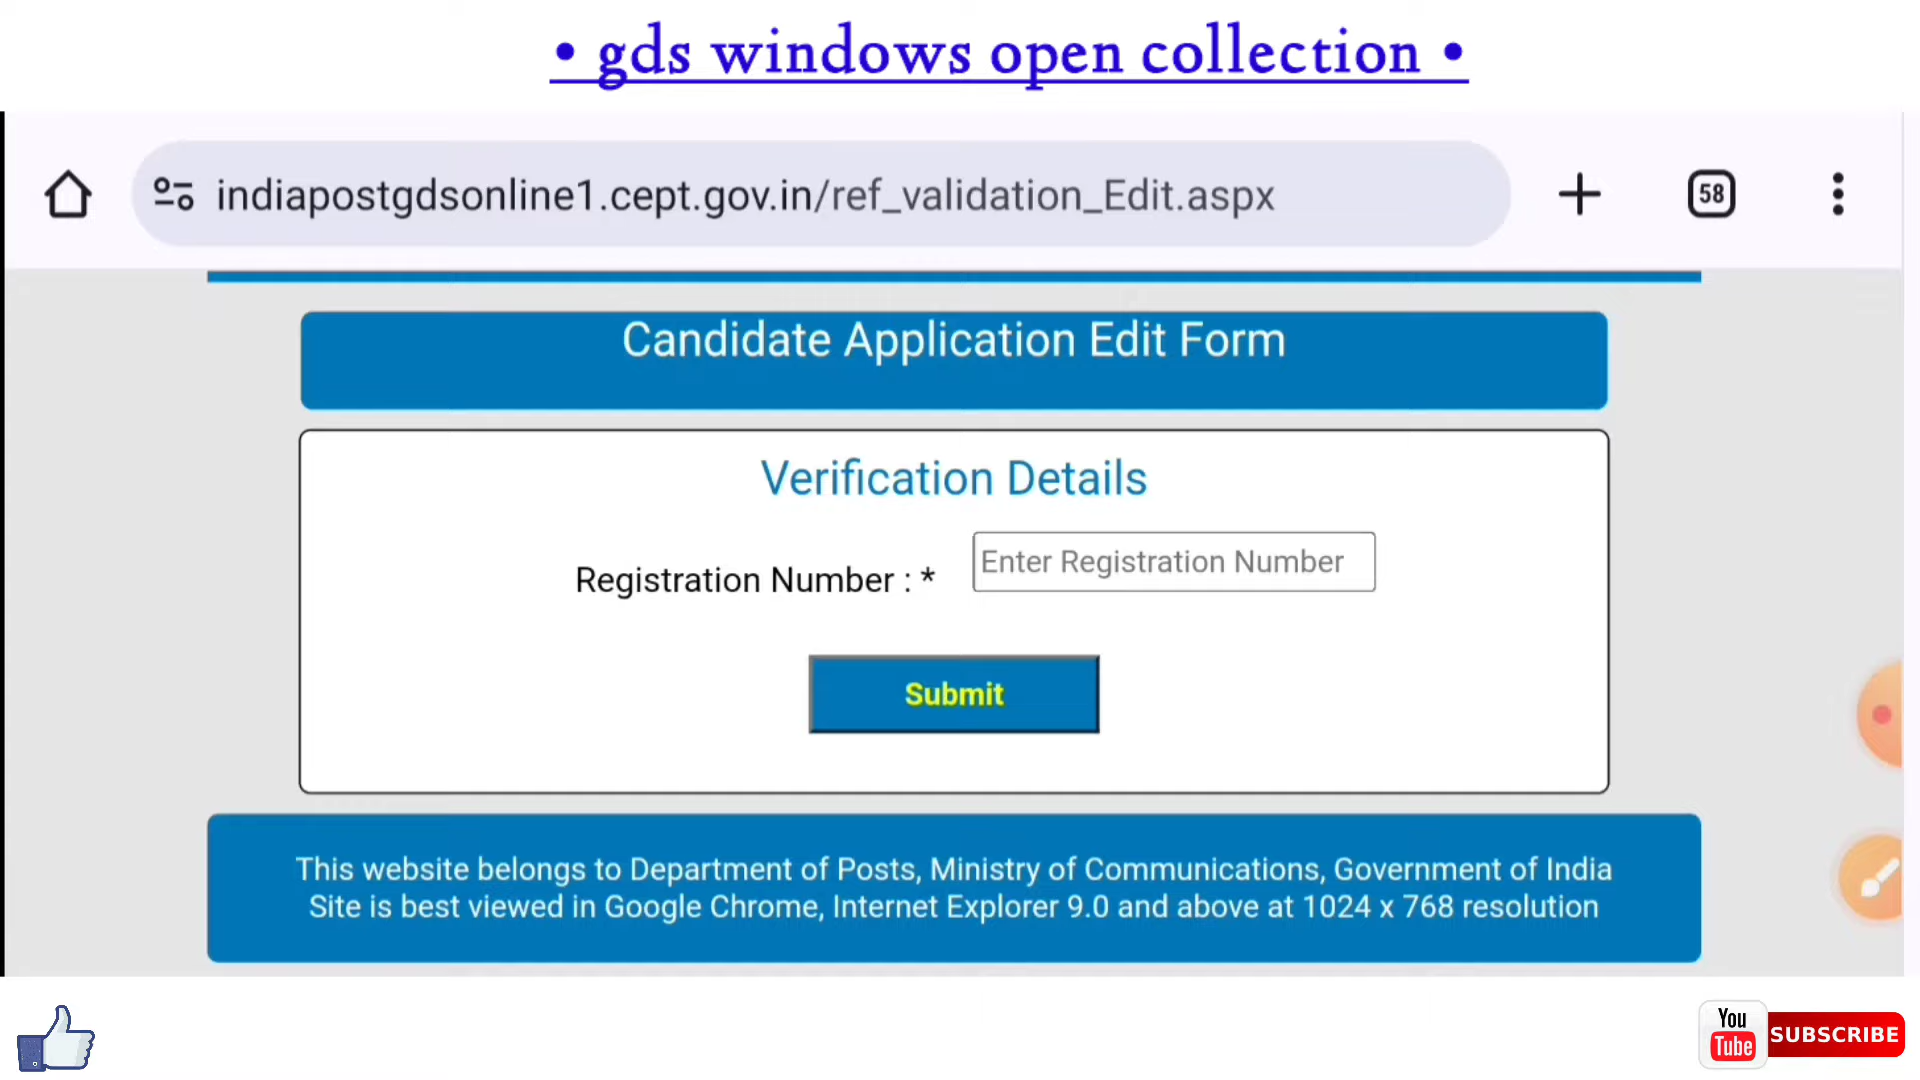 • gds windows open collection •
indiapostgdsonline1.cept.gov.in/ref_validation_Edit.aspx
58
Candidate Application Edit Form
Verification Details
Registration Number : *
Enter Registration Number
Submit
This website belongs to Department of Posts, Ministry of Communications, Government of India
Site is best viewed in Google Chrome, Internet Explorer 9.0 and above at 1024 x 768 resolution
You
Tube
SUBSCRIBE